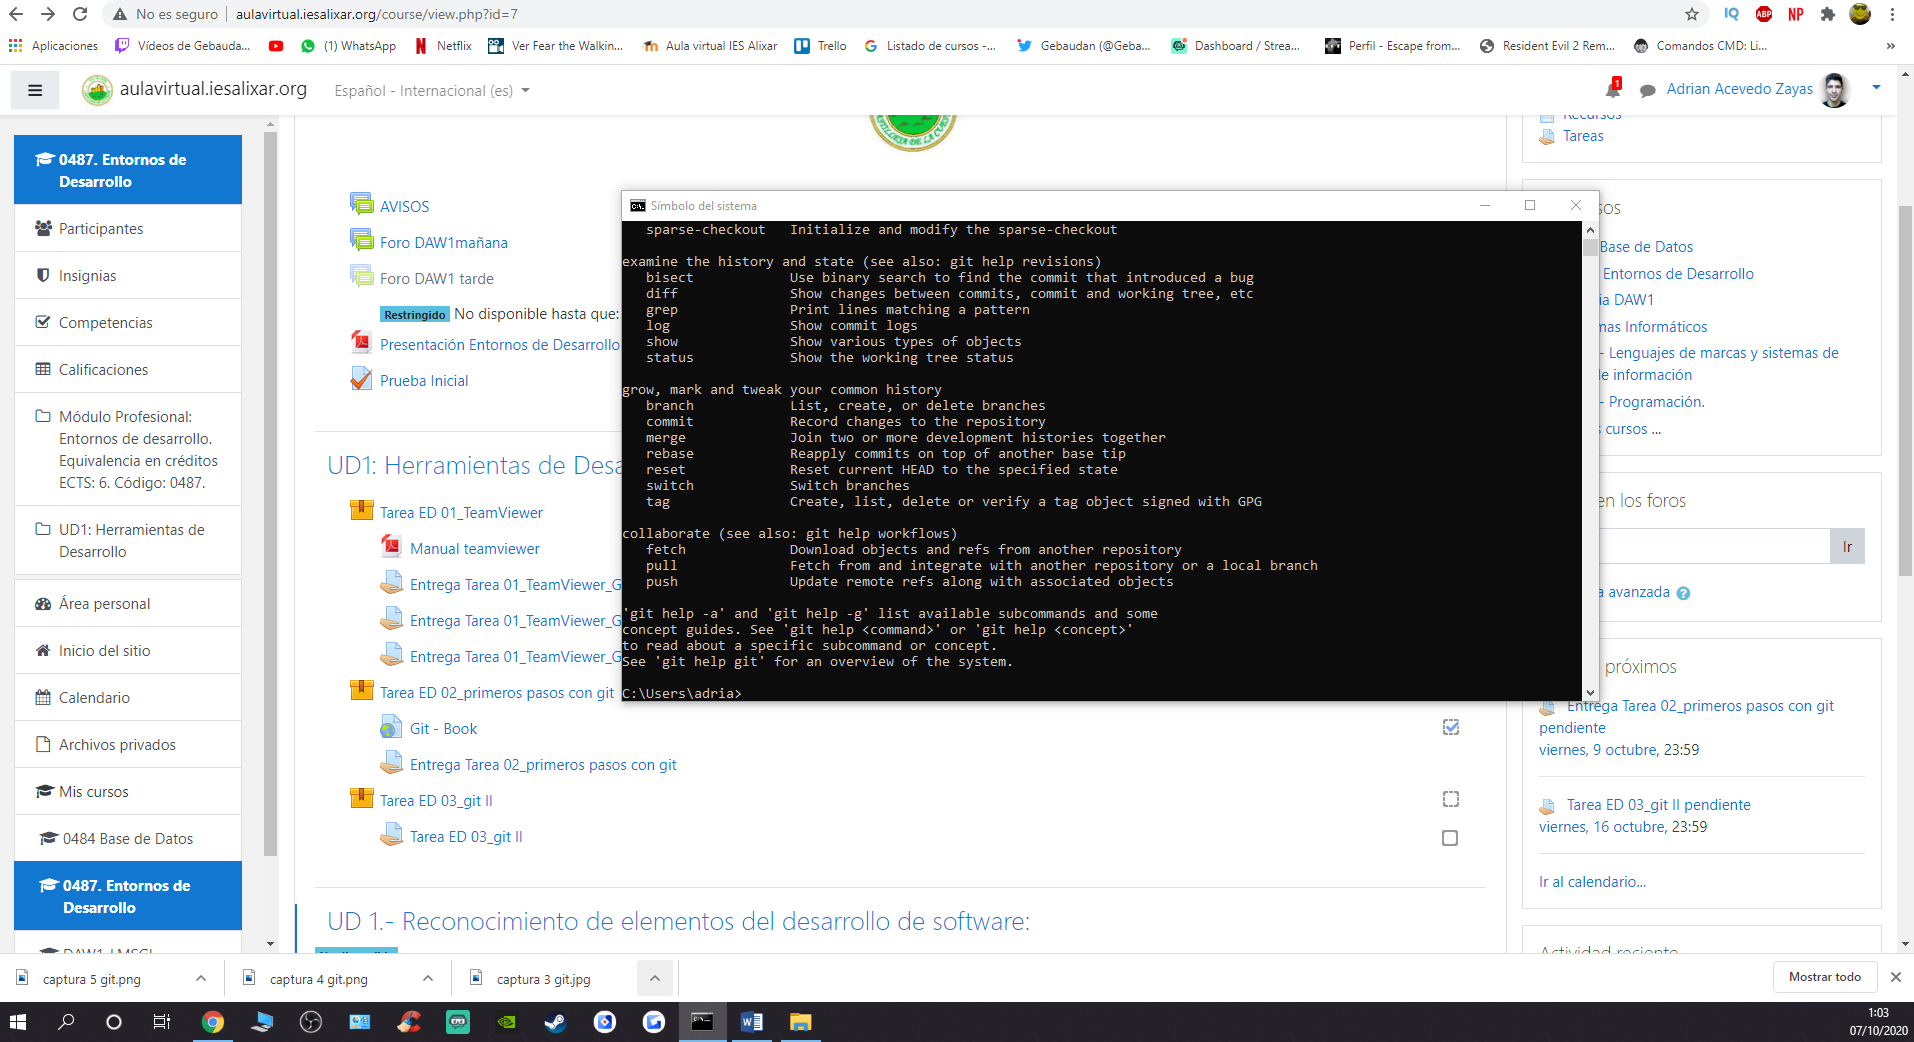 No seguro
aulavirtual.iesalixar.org/course/view.php?id=7
Aplicaciones
Vídeos de Gebauda...
(1) WhatsApp
Netflix
Ver Fear the Walkin...
Aula virtual IES Alixar
Trello
Listado de cursos -...
Gebaudan (@Geba...
Dashboard / Strea...
Perfil - Escape from...
Resident Evil 2 Rem...
Comandos CMD: Li...
aulavirtual.iesalixar.org
Español - Internacional (es)
1
Adrian Acevedo Zayas
0487. Entornos de
Desarrollo
Participantes
Insignias
Competencias
Calificaciones
Módulo Profesional:
Entornos de desarrollo.
Equivalencia en créditos
ECTS: 6. Código: 0487.
UD1: Herramientas de
Desarrollo
Área personal
Inicio del sitio
Calendario
Archivos privados
Mis cursos
0484 Base de Datos
0487. Entornos de
Desarrollo
AVISOS
Foro DAW1mañana
Foro DAW1 tarde
Restringido No disponible hasta que:
Presentación Entornos de Desarrollo
Prueba Inicial
UD1: Herramientas de Desa
Tarea ED 01_TeamViewer
Manual teamviewer
Entrega Tarea 01_TeamViewer_G
Entrega Tarea 01_TeamViewer_G
Entrega Tarea 01_TeamViewer_G
Tarea ED 02_primeros pasos con git
Git - Book
Entrega Tarea 02_primeros pasos con git
Tarea ED 03_git II
Tarea ED 03_git II
UD 1.- Reconocimiento de elementos del desarrollo de software:
Símbolo del sistema
sparse-checkout   Initialize and modify the sparse-checkout
examine the history and state (see also: git help revisions)
bisect            Use binary search to find the commit that introduced a bug
diff              Show changes between commits, commit and working tree, etc
grep              Print lines matching a pattern
log               Show commit logs
show              Show various types of objects
status            Show the working tree status
grow, mark and tweak your common history
branch            List, create, or delete branches
commit            Record changes to the repository
merge             Join two or more development histories together
rebase            Reapply commits on top of another base tip
reset             Reset current HEAD to the specified state
switch            Switch branches
tag               Create, list, delete or verify a tag object signed with GPG
collaborate (see also: git help workflows)
fetch             Download objects and refs from another repository
pull              Fetch from and integrate with another repository or a local branch
push              Update remote refs along with associated objects
'git help -a' and 'git help -g' list available subcommands and some
concept guides. See 'git help <command>' or 'git help <concept>'
to read about a specific subcommand or concept.
See 'git help git' for an overview of the system.
C:\Users\adria>
Recursos
Tareas
sos
Base de Datos
Entornos de Desarrollo
ia DAW1
mas Informáticos
- Lenguajes de marcas y sistemas de
e información
- Programación.
s cursos ...
en los foros
Ir
a avanzada
próximos
Entrega Tarea 02_primeros pasos con git
pendiente
viernes, 9 octubre, 23:59
Tarea ED 03_git II pendiente
viernes, 16 octubre, 23:59
Ir al calendario...
Actividad reciente
captura 5 git.png
captura 4 git.png
captura 3 git.jpg
Mostrar todo
1:03
07/10/2020